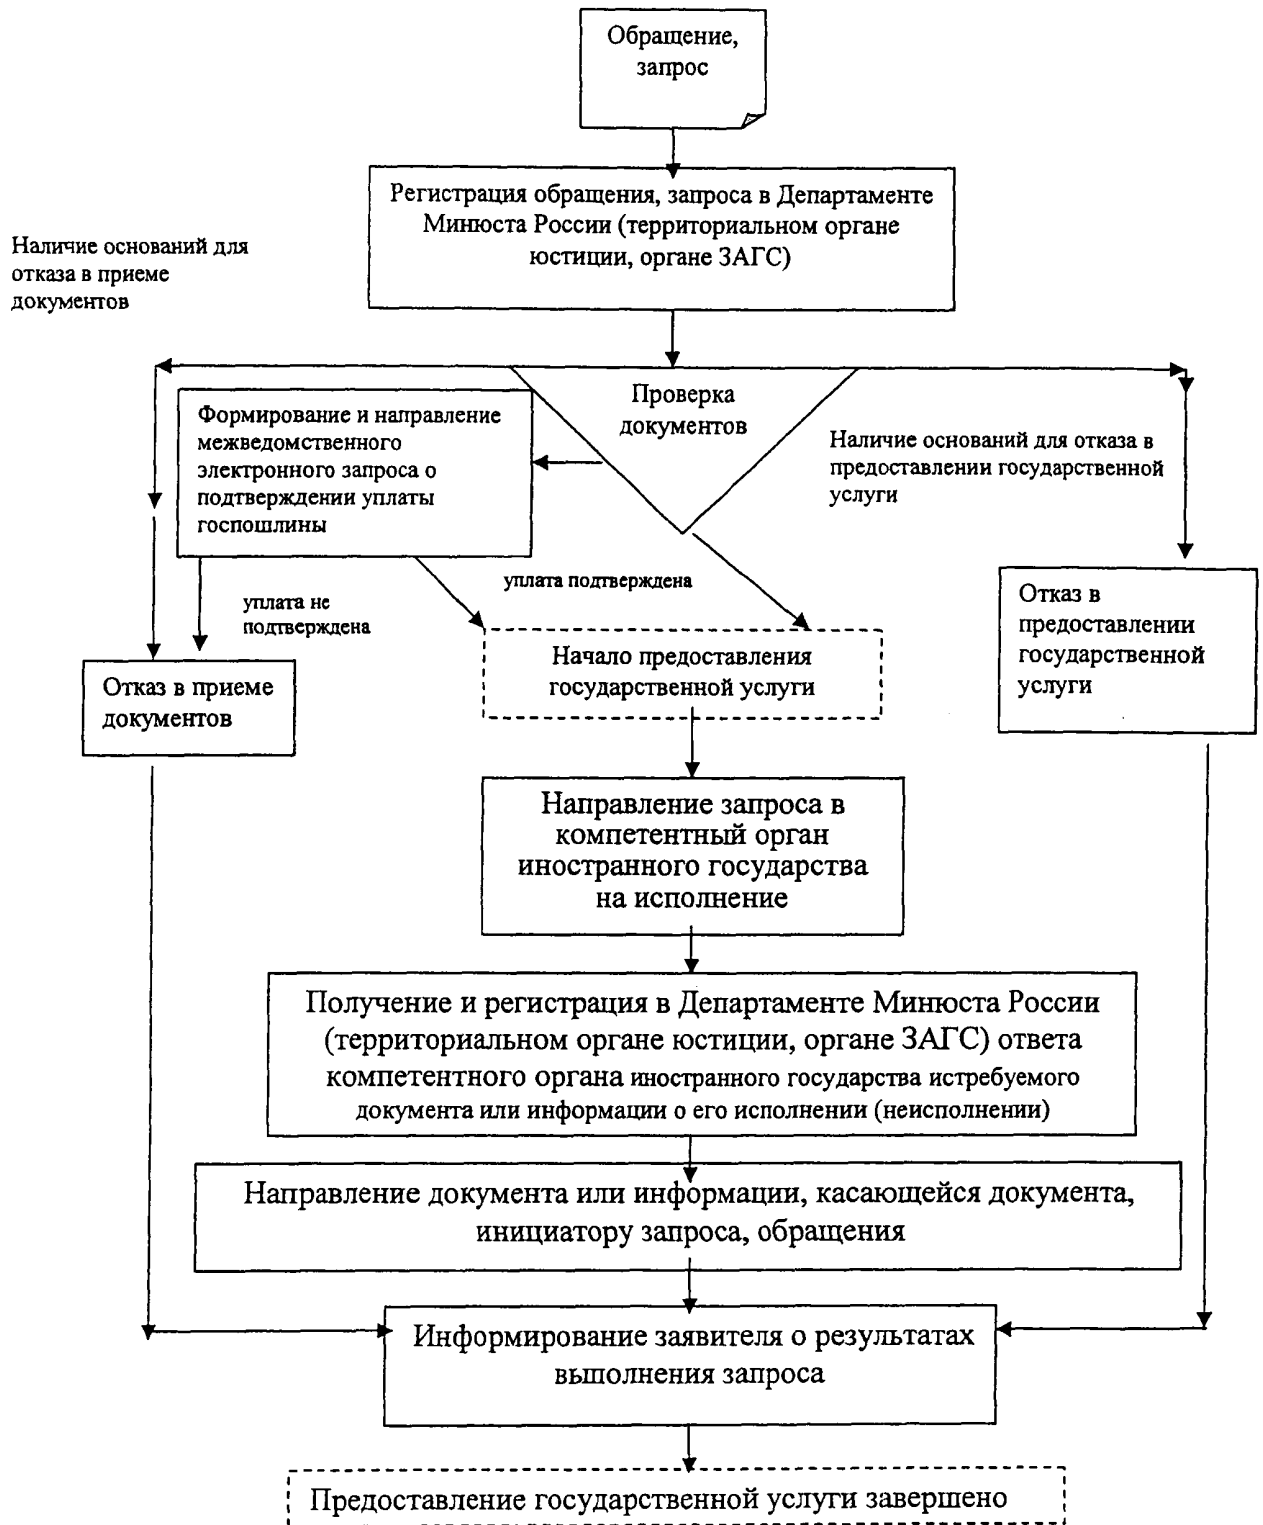 Обращение,
запрос
Регистрация обращения, запроса в Департаменте
Минюста России (территориальном органе
юстиции, органе ЗАГС)
Наличие оснований для
отказа в приеме
документов
Проверка
документов
Формирование и направление
межведомственного
электронного запроса о
подтверждении уплаты
госпошлины
Наличие оснований для отказа в
предоставлении государственной
услуги
уплата подтверждена
уплата не
подтверждена
Отказ в
предоставлении
государственной
услуги
Начало предоставления
государственной услуги
Отказ в приеме
документов
Направление запроса в
компетентный орган
иностранного государства
на исполнение
Получение и регистрация в Департаменте Минюста России
(территориальном органе юстиции, органе ЗАГС) ответа
компетентного органа иностранного государства истребуемого
документа или информации о его исполнении (неисполнении)
Направление документа или информации, касающейся документа,
инициатору запроса, обращения
Информирование заявителя о результатах
выполнения запроса
Предоставление государственной услуги завершено